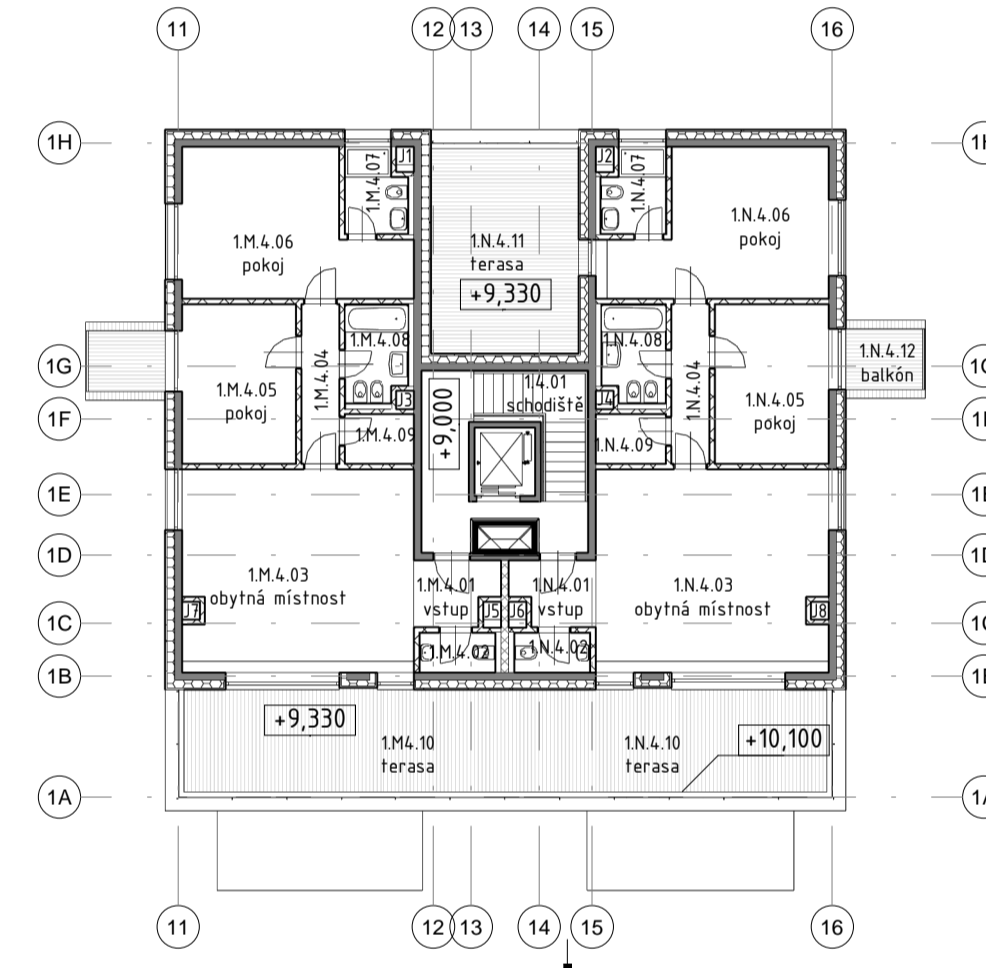 11
12
13
14
15
16
1H
1H
J1
J2
1.M.4.07
1.N.4.07
1.M.4.06
pokoj
1.N.4.11
terasa
+9,330
1.N.4.06
pokoj
1.M.4.08
1.N.4.08
1G
1G
1.M.4.04
1.N.4.04
1.N.4.12
balkón
1.M.4.05
pokoj
1.4.01
schodiště
1.N.4.05
pokoj
J3
J4
+9,000
1F
1.M.4.09
1.N.4.09
1E
1D
1.M.4.03
obytná místnost
1.M.4.01
vstup
1.N.4.01
vstup
1.N.4.03
obytná místnost
J7
J5
J6
J8
1C
1.M.4.02
1.N.4.02
1B
+9,330
1.M4.10
terasa
1.N.4.10
terasa
+10,100
1A
1A
11
12
13
14
15
16